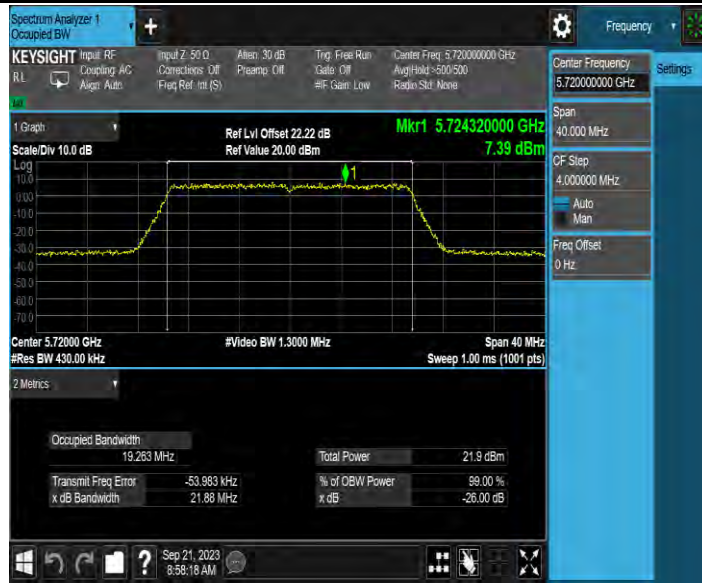 Spectrum Analyzer 1
Occupied BW
+
Frequency
KEYSIGHT
RL
Input: RF
Coupling: AC
Align: Auto
Input Z: 50 Ω
Corrections: Off
Freq Ref: Int (S)
Atten: 30 dB
Preamp: Off
Trig: Free Run
Gate: Off
#IF Gain: Low
Center Freq: 5.720000000 GHz
Avg|Hold:>500/500
Radio Std: None
Center Frequency
5.720000000 GHz
Settings
Span
40.000 MHz
CF Step
4.000000 MHz
Auto
Man
Freq Offset
0 Hz
1 Graph
Scale/Div 10.0 dB
Ref Lvl Offset 22.22 dB
Ref Value 20.00 dBm
Mkr1 5.724320000 GHz
7.39 dBm
Log
10.0
0.00
-10.0
-20.0
-30.0
-40.0
-50.0
-60.0
-70.0
1
Center 5.72000 GHz
#Res BW 430.00 kHz
#Video BW 1.3000 MHz
Span 40 MHz
Sweep 1.00 ms (1001 pts)
2 Metrics
Occupied Bandwidth
19.263 MHz
Total Power 21.9 dBm
Transmit Freq Error -53.983 kHz
% of OBW Power 99.00 %
x dB Bandwidth 21.88 MHz
x dB -26.00 dB
?
Sep 21, 2023
8:58:18 AM